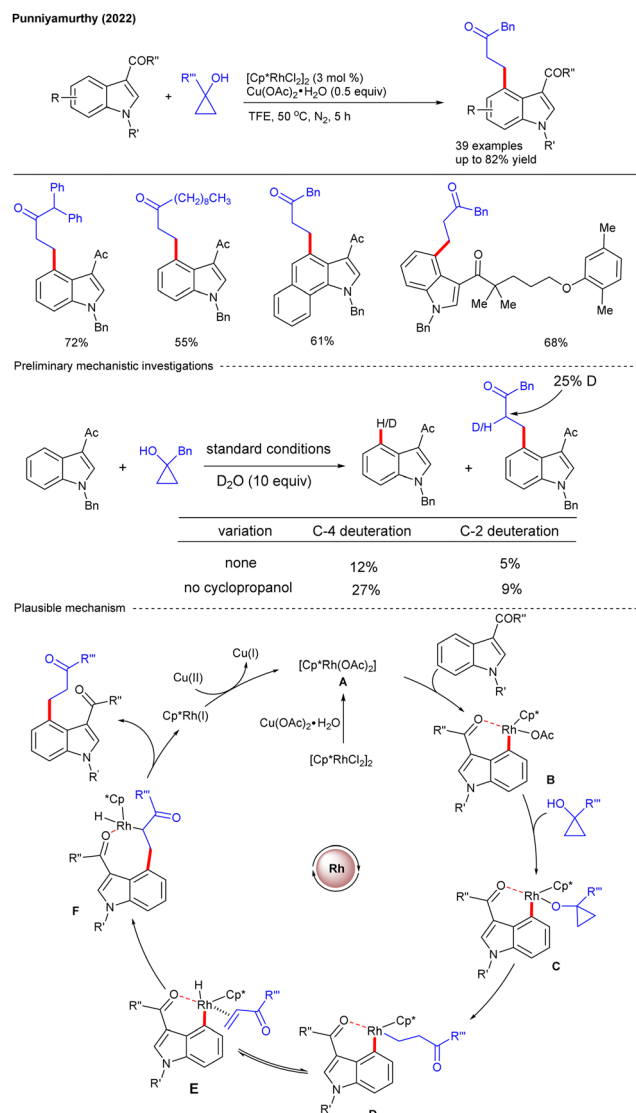 Punniyamurthy (2022)
COR"
R
N
R'
+
R'"
OH
[Cp*RhCl2]2 (3 mol %)
Cu(OAc)2•H2O (0.5 equiv)
TFE, 50 °C, N2, 5 h
Bn
O
COR"
R
N
R'
39 examples
up to 82% yield
Ph
O
Ph
Ac
N
Bn
72%
O
(CH2)8CH3
Ac
N
Bn
55%
Bn
O
Ac
N
Bn
61%
O
Bn
O
Me
Me
O
Me
Me
N
Bn
68%
Preliminary mechanistic investigations
Ac
N
Bn
+
HO
Bn
standard conditions
D2O (10 equiv)
H/D
Ac
N
Bn
+
O
Bn
25% D
D/H
Ac
N
Bn
variation C-4 deuteration C-2 deuteration
none 12% 5%
no cyclopropanol 27% 9%
Plausible mechanism
O
R'"
O
R"
N
R'
Cu(II)
Cu(I)
Cp*Rh(I)
[Cp*Rh(OAc)2]
A
Cu(OAc)2•H2O
[Cp*RhCl2]2
COR"
N
R'
R"
O
Cp*
Rh
OAc
N
R'
B
HO
R'"
*Cp
R'"
H
Rh
O
O
R"
N
R'
F
Rh
R"
O
Cp*
Rh
O
R'"
N
R'
C
R"
O
H
Rh
Cp*
R'"
O
N
R'
E
R"
O
Cp*
Rh
R'"
O
N
R'